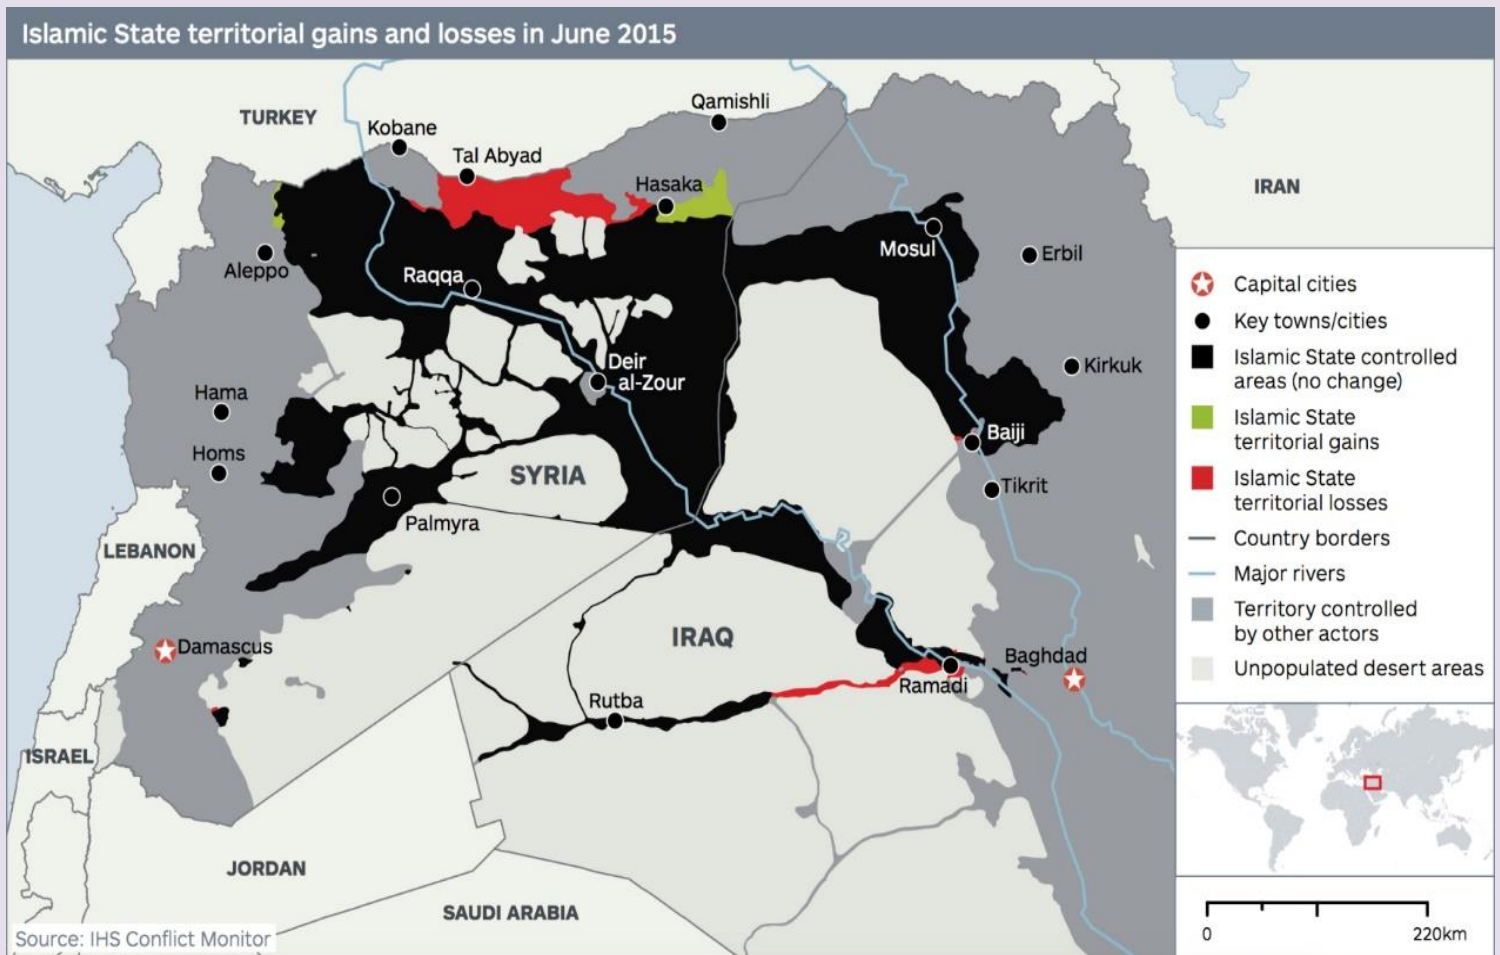 Islamic State territorial gains and losses in June 2015
TURKEY
Qamishli
Kobane
Tal Abyad
Hasaka
IRAN
Mosul
Erbil
Aleppo
Raqqa
Capital cities
Key towns/cities
Islamic State controlled
areas (no change)
Islamic State
territorial gains
Islamic State
territorial losses
Country borders
Major rivers
Territory controlled
by other actors
Unpopulated desert areas
Deir
al-Zour
Kirkuk
Hama
Homs
Baiji
SYRIA
Tikrit
Palmyra
LEBANON
IRAQ
Damascus
Baghdad
Ramadi
Rutba
ISRAEL
JORDAN
SAUDI ARABIA
Source: IHS Conflict Monitor
0
220km